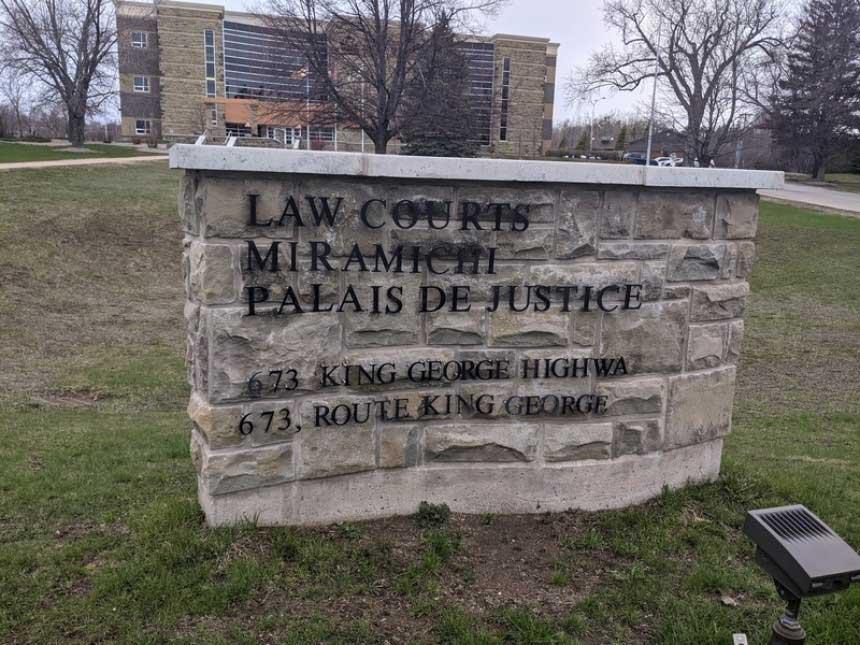 LAW COURTS
MIRAMICHI
PALAIS DE JUSTICE
673 KING GEORGE HIGHWA
673, ROUTE KING GEORGE